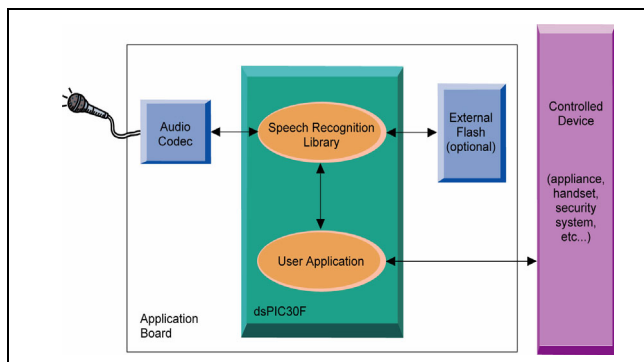 Audio
Codec
Speech Recognition
Library
External
Flash
(optional)
Controlled
Device
(appliance,
handset,
security
system,
etc...)
User Application
dsPIC30F
Application
Board